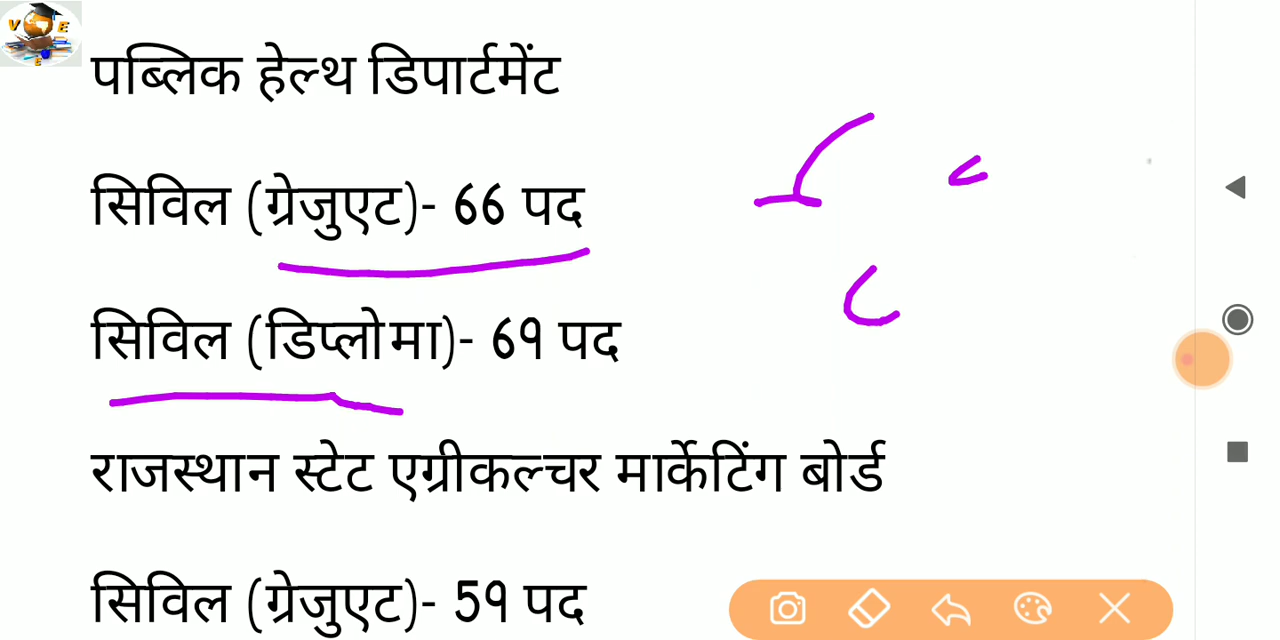 V E
E
पब्लिक हेल्थ डिपार्टमेंट
सिविल (ग्रेजुएट)- 66 पद
सिविल (डिप्लोमा)- 69 पद
राजस्थान स्टेट एग्रीकल्चर मार्केटिंग बोर्ड
सिविल (ग्रेजुएट)- 59 पद